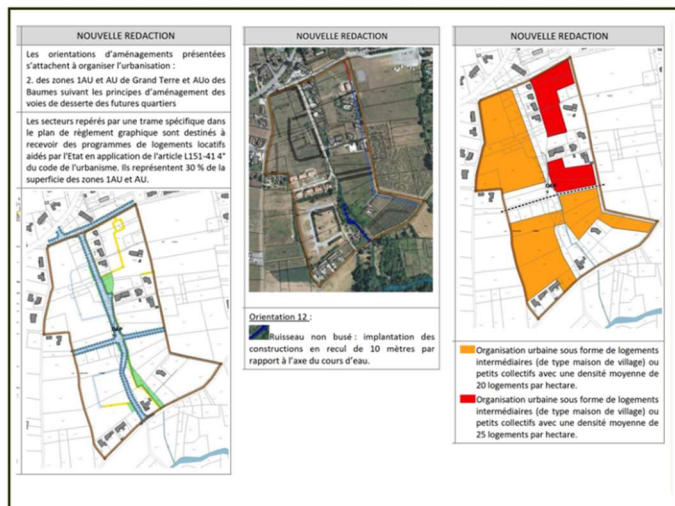 NOUVELLE REDACTION
Les orientations d'aménagements présentées
s'attachent à organiser l'urbanisation :
2. des zones 1AU et AU de Grand Terre et AUo des
Baumes suivant les principes d'aménagement des
voies de desserte des futures quartiers
Les secteurs repérés par une trame spécifique dans
le plan de règlement graphique sont destinés à
recevoir des programmes de logements locatifs
aidés par l'Etat en application de l'article L151-41 4°
du code de l'urbanisme. Ils représentent 30 % de la
superficie des zones 1AU et AU.
NOUVELLE REDACTION
Orientation 12 :
Ruisseau non busé : implantation des
constructions en recul de 10 mètres par
rapport à l'axe du cours d'eau.
NOUVELLE REDACTION
Organisation urbaine sous forme de logements
intermédiaires (de type maison de village) ou
petits collectifs avec une densité moyenne de
20 logements par hectare.
Organisation urbaine sous forme de logements
intermédiaires (de type maison de village) ou
petits collectifs avec une densité moyenne de
25 logements par hectare.